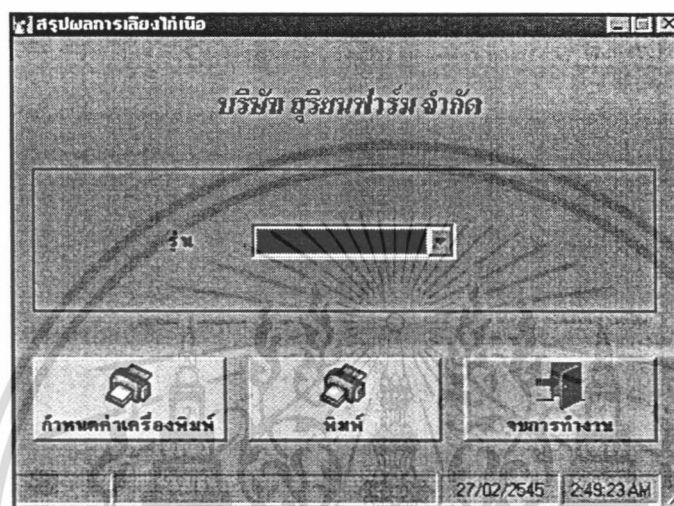 สรุปผลการเลี้ยงไก่เนื้อ
บริษัท ถุริยนฟาร์ม จำกัด
รุ่น
กำหนดค่าเครื่องพิมพ์ พิมพ์ จบการทำงาน
27/02/2545 2:49:23 AM